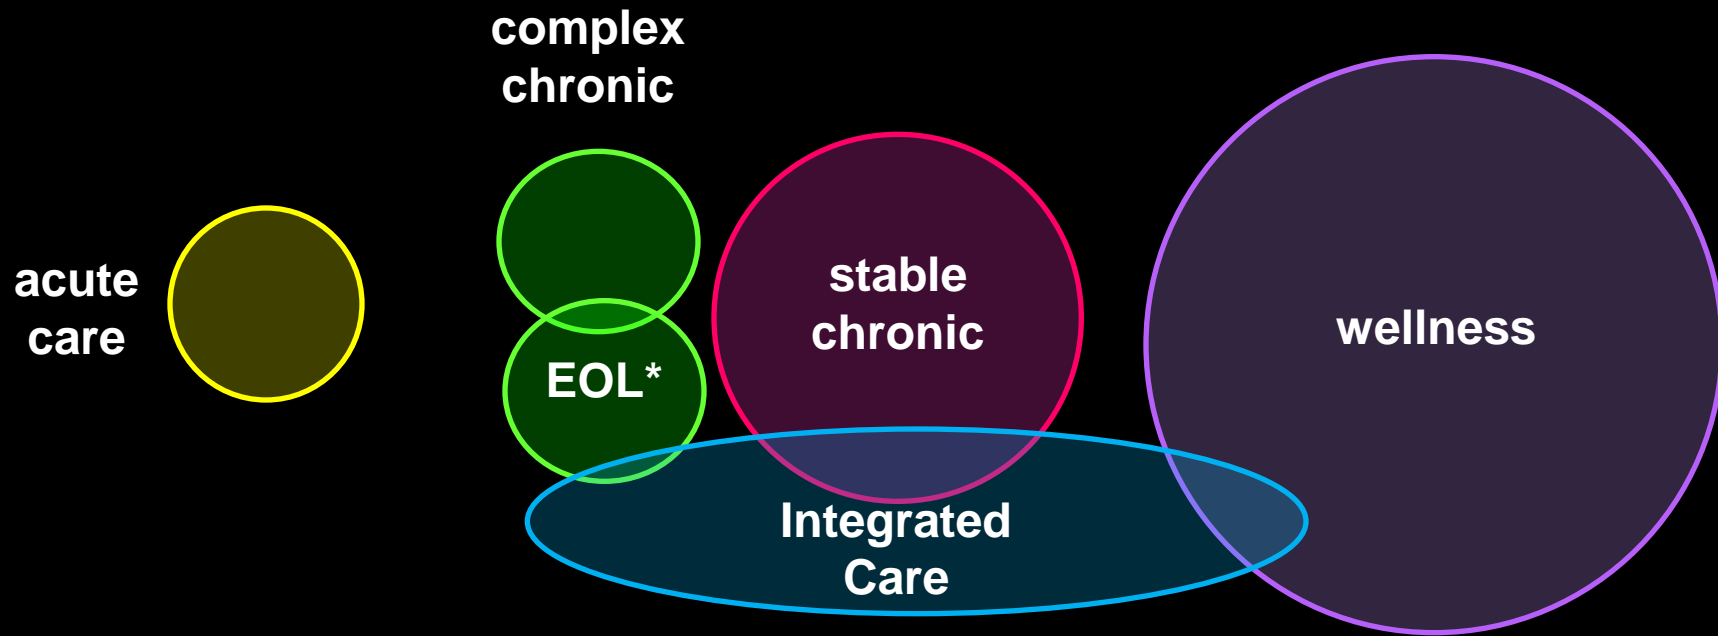 complex
chronic
acute
care
EOL*
stable
chronic
wellness
Integrated
Care